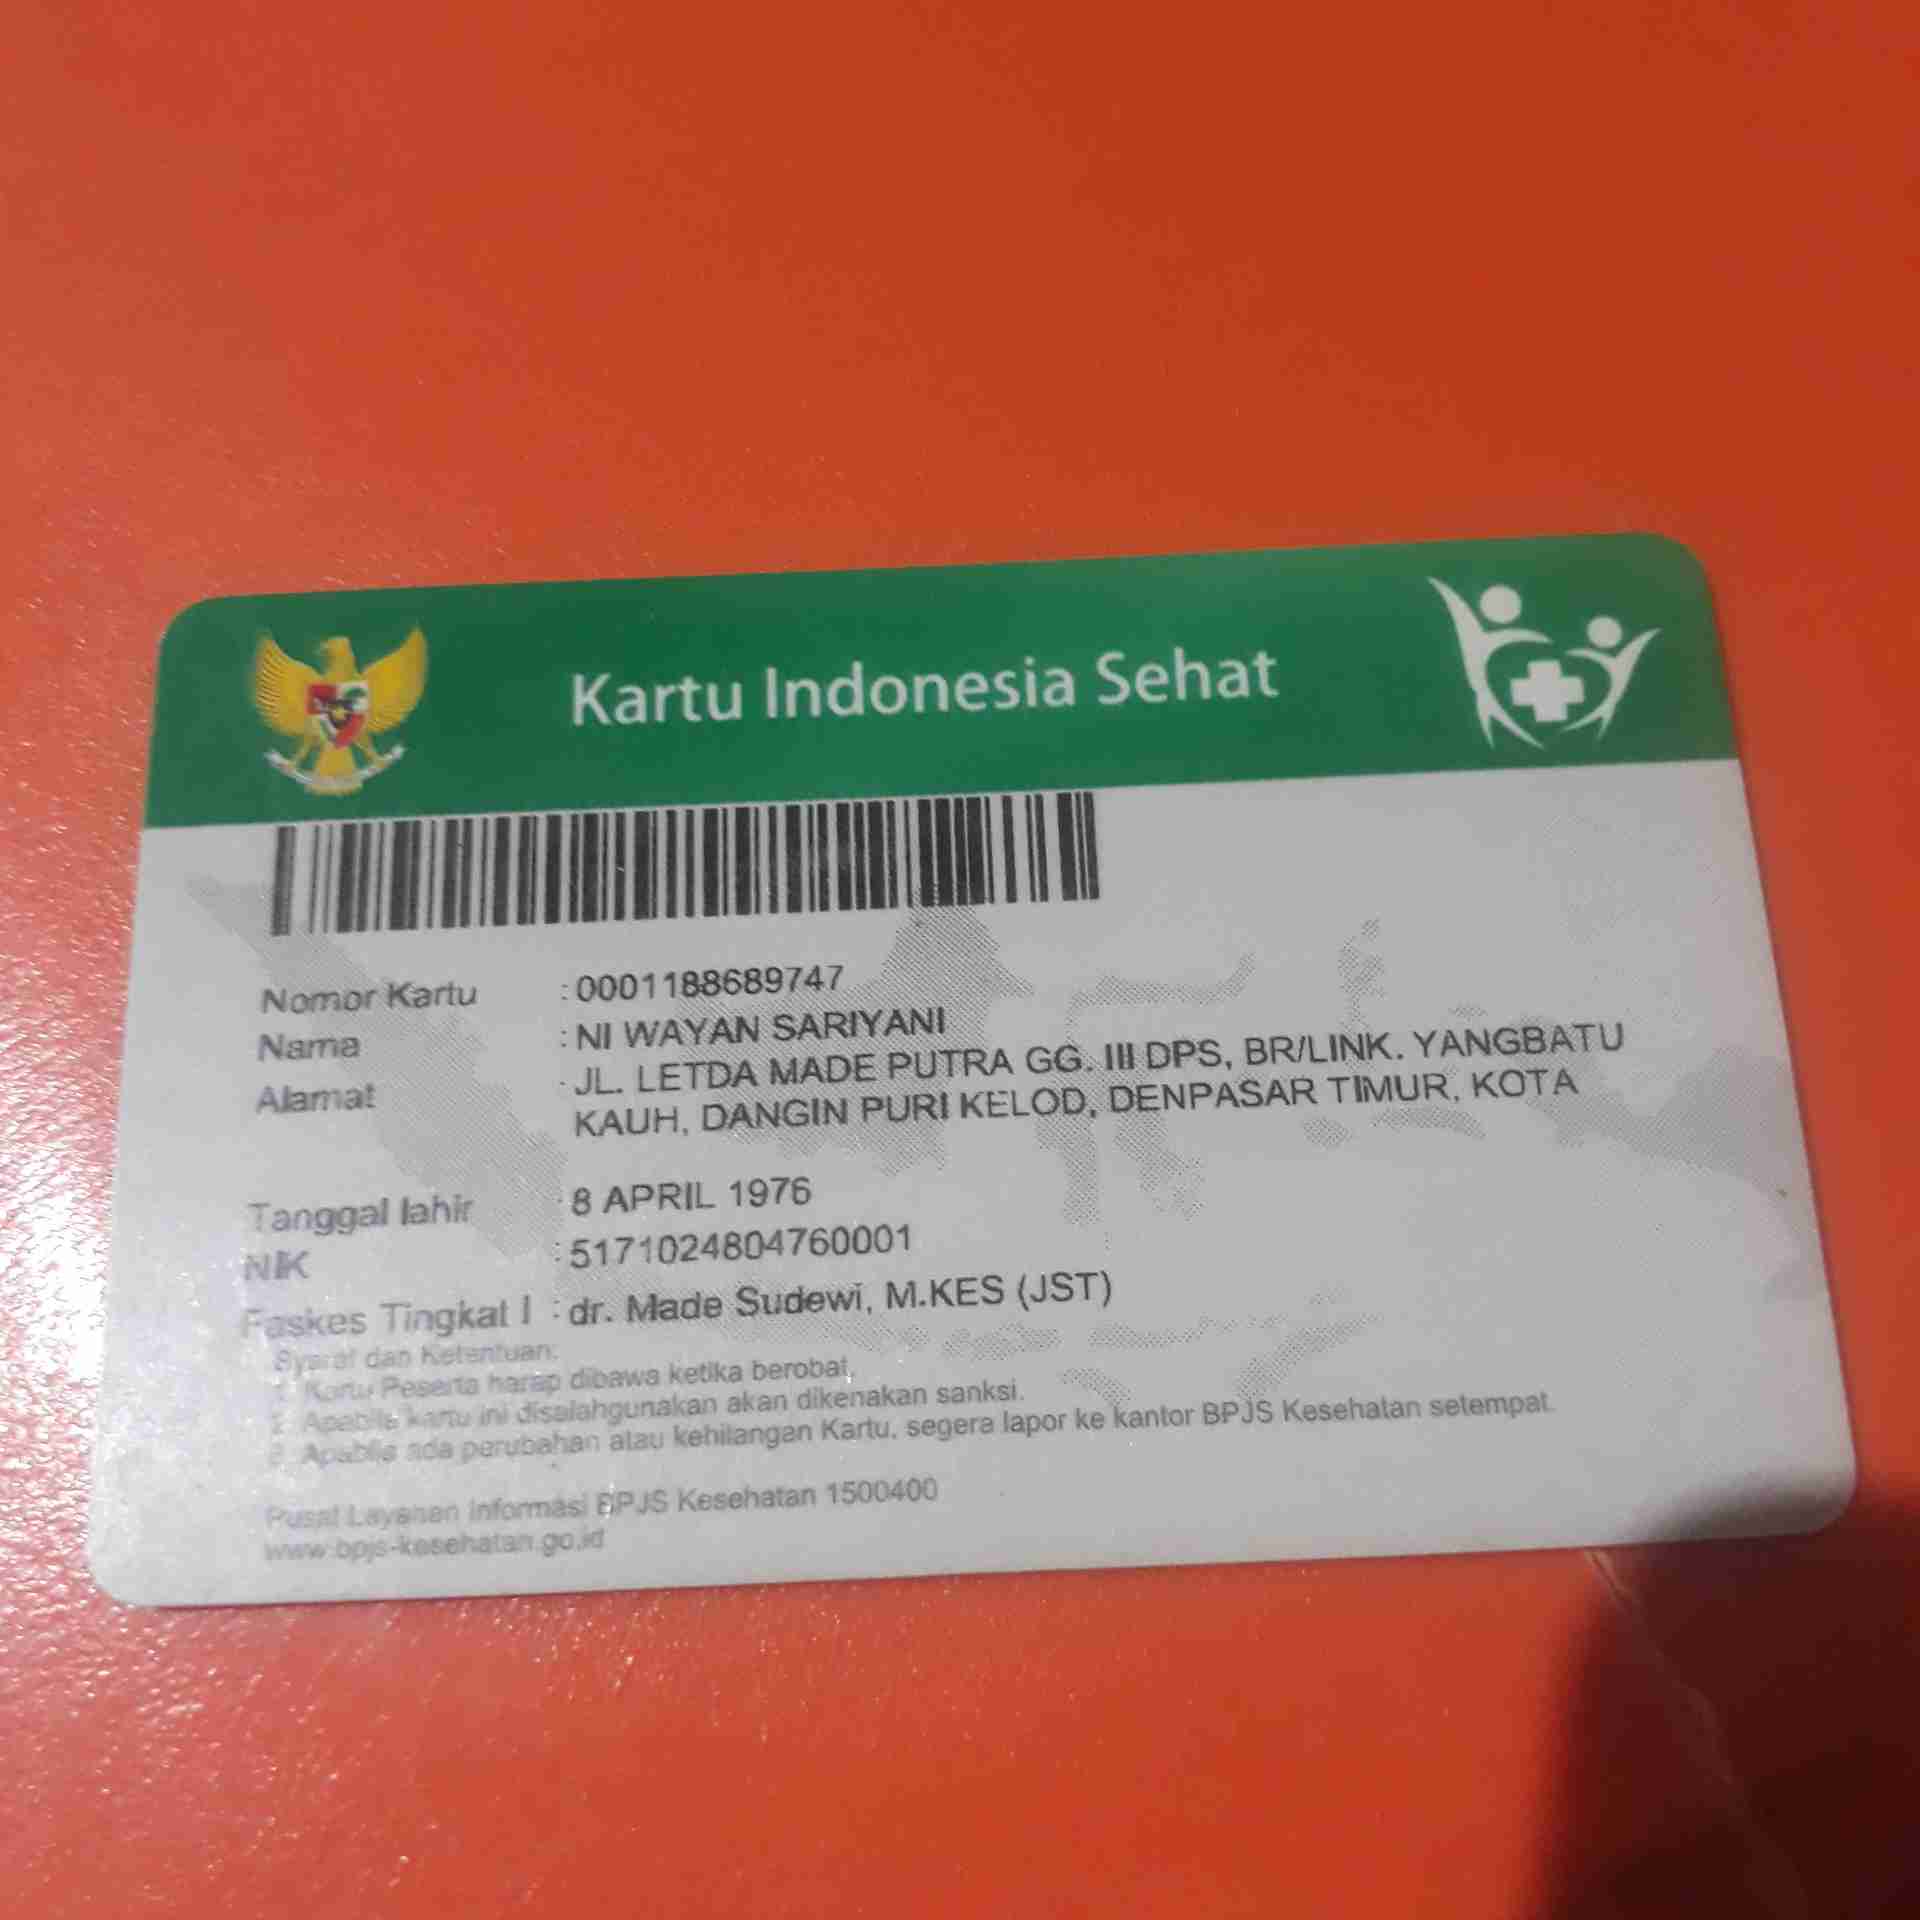 Kartu Indonesia Sehat
Nomor Kartu : 0001188689747
Nama : NI WAYAN SARIYANI
Alamat : JL. LETDA MADE PUTRA GG. III DPS, BR/LINK. YANGBATU
KAUH, DANGIN PURI KELOD, DENPASAR TIMUR, KOTA
Tanggal lahir : 8 APRIL 1976
NIK : 5171024804760001
Faskes Tingkat I : dr. Made Sudewi, M.KES (JST)
Syarat dan Ketentuan:
1. Kartu Peserta harap dibawa ketika berobat.
2. Apabila kartu ini disalahgunakan akan dikenakan sanksi.
3. Apabila ada perubahan atau kehilangan Kartu, segera lapor ke kantor BPJS Kesehatan setempat.
Pusat Layanan Informasi BPJS Kesehatan 1500400
www.bpjs-kesehatan.go.id